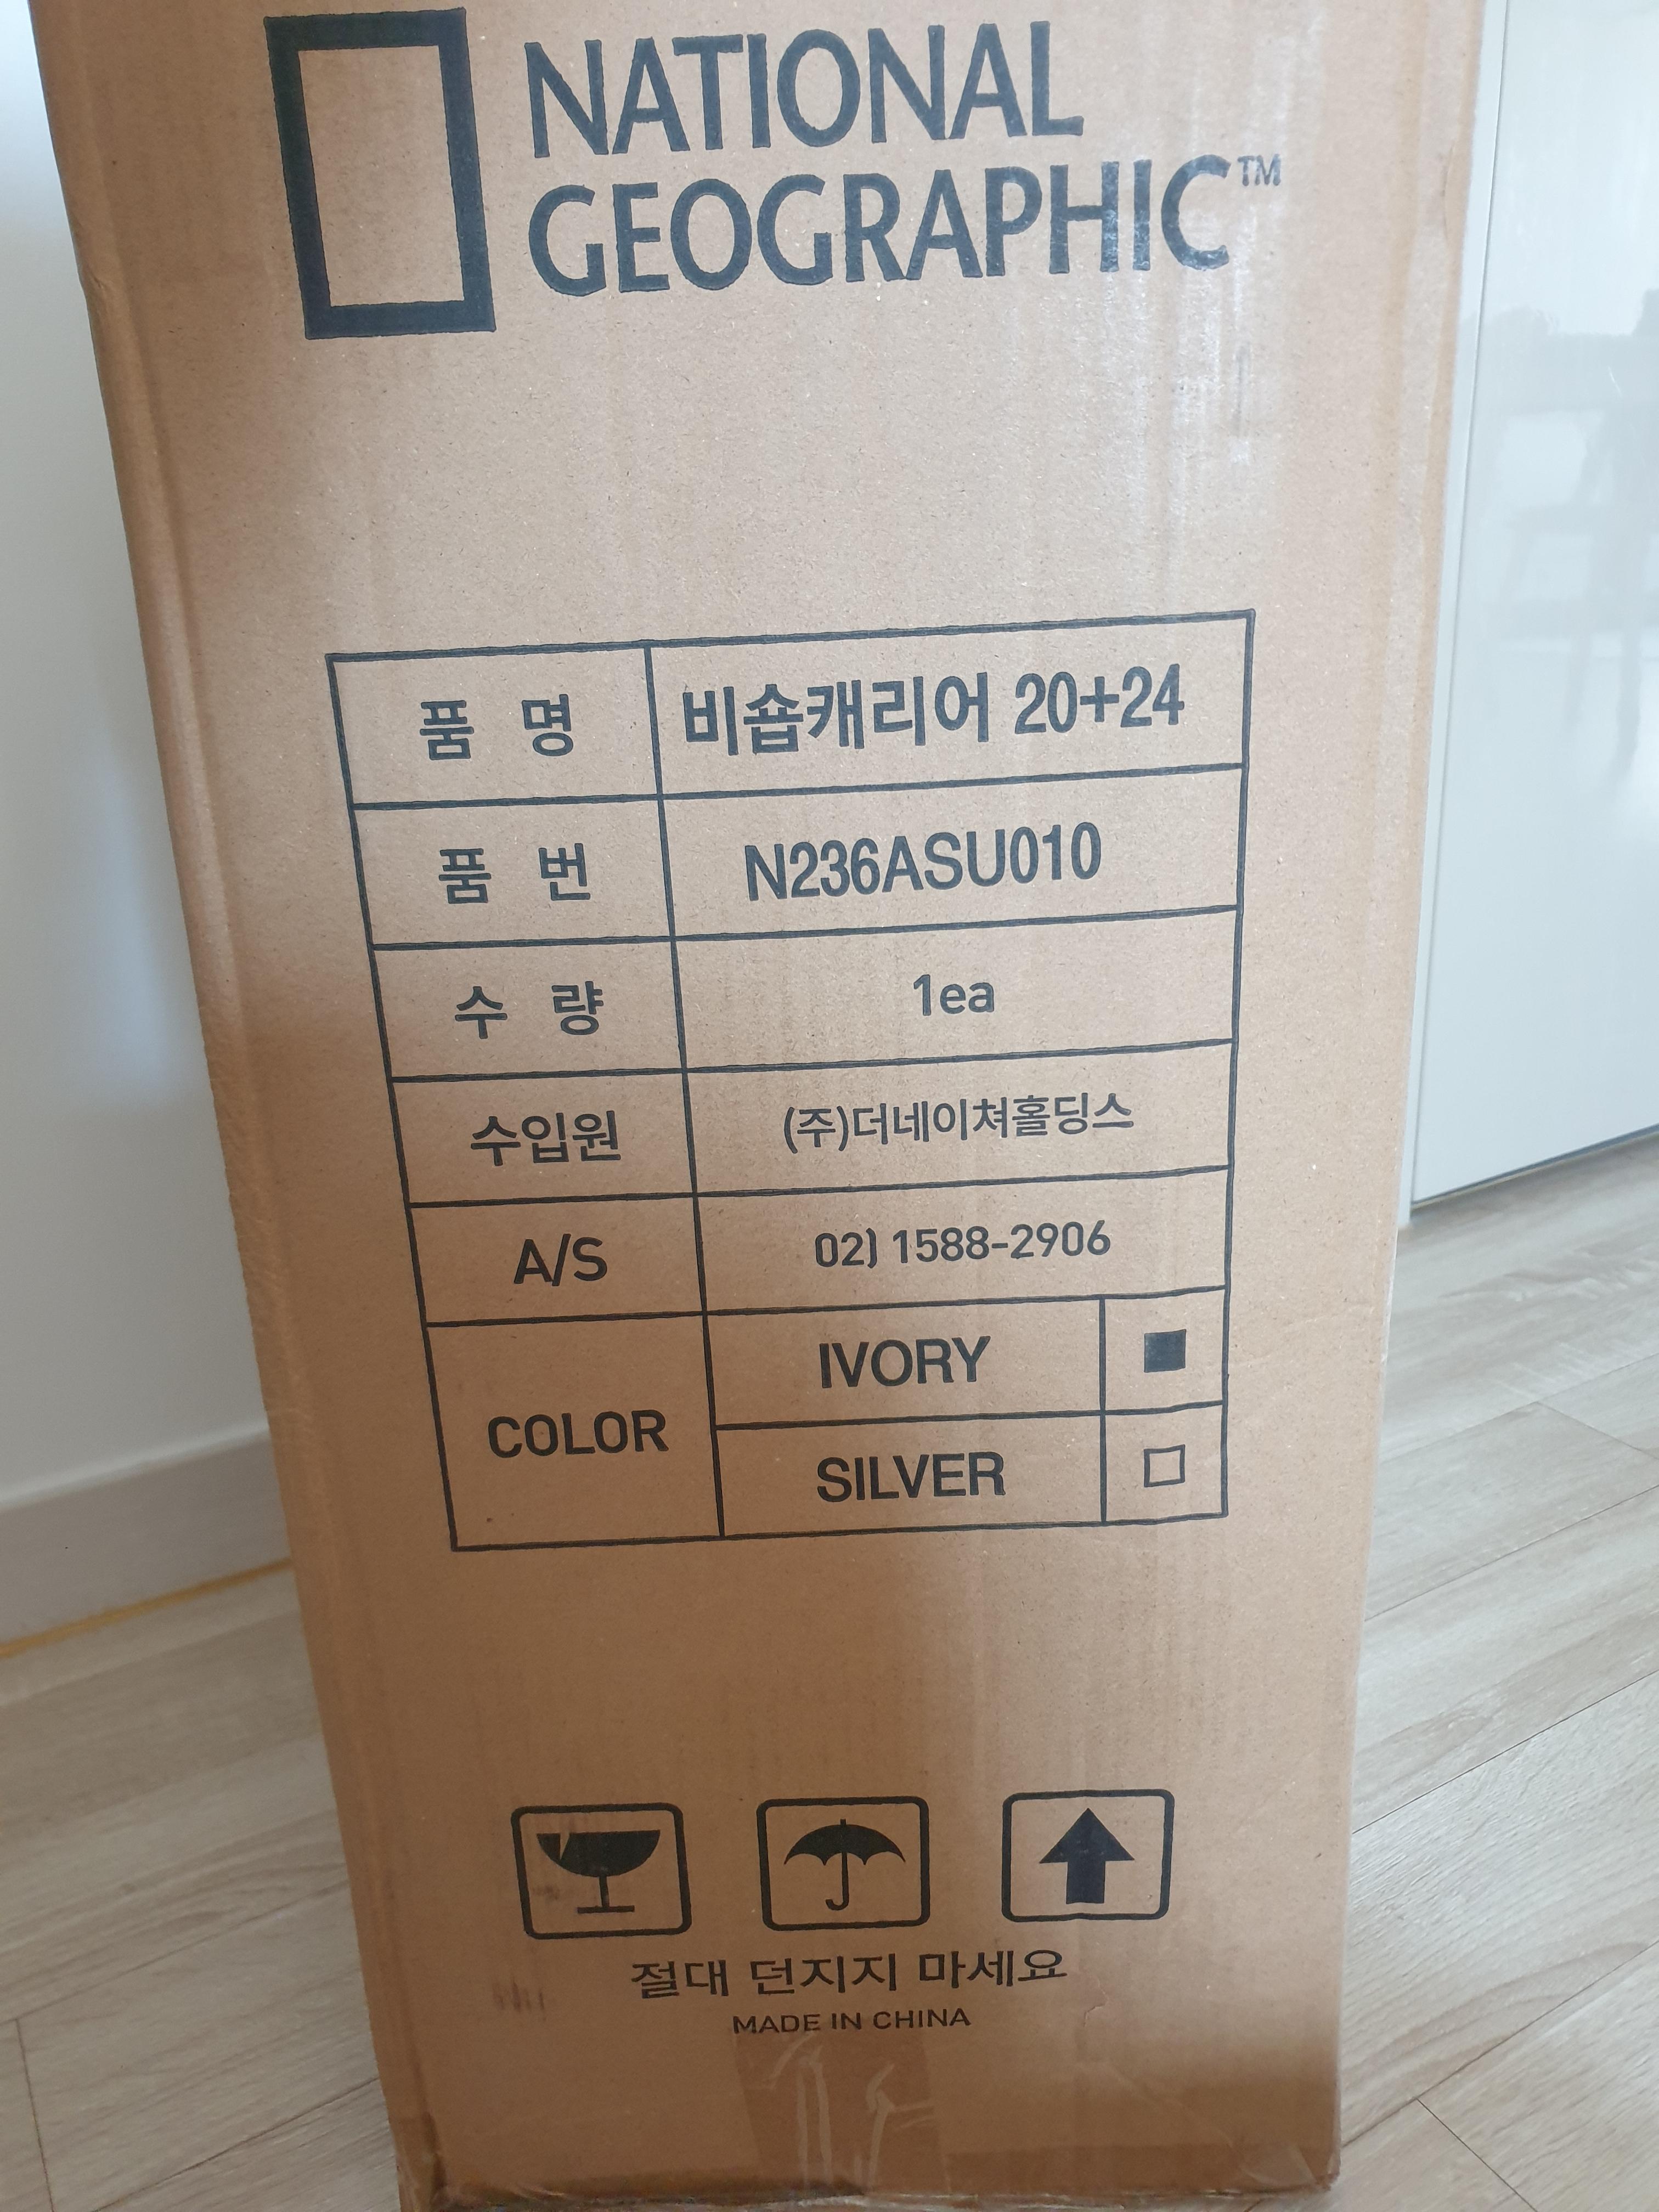 NATIONAL
GEOGRAPHIC™
품 명 비숍캐리어 20+24
품 번 N236ASU010
수 량 1ea
수입원 (주)더네이쳐홀딩스
A/S 02) 1588-2906
COLOR IVORY ■
SILVER □
절대 던지지 마세요
MADE IN CHINA